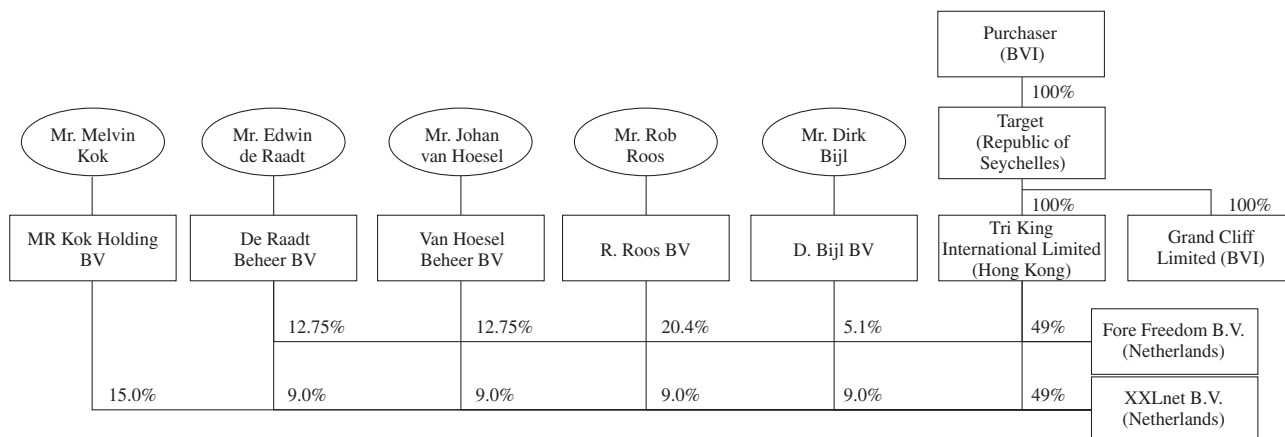 Purchaser
(BVI)
100%
Mr. Melvin
Kok
Mr. Edwin
de Raadt
Mr. Johan
van Hoesel
Mr. Rob
Roos
Mr. Dirk
Bijl
Target
(Republic of
Seychelles)
100%
100%
MR Kok Holding
BV
De Raadt
Beheer BV
Van Hoesel
Beheer BV
R. Roos BV
D. Bijl BV
Tri King
International Limited
(Hong Kong)
Grand Cliff
Limited (BVI)
12.75%
12.75%
20.4%
5.1%
49%
Fore Freedom B.V.
(Netherlands)
15.0%
9.0%
9.0%
9.0%
9.0%
49%
XXLnet B.V.
(Netherlands)